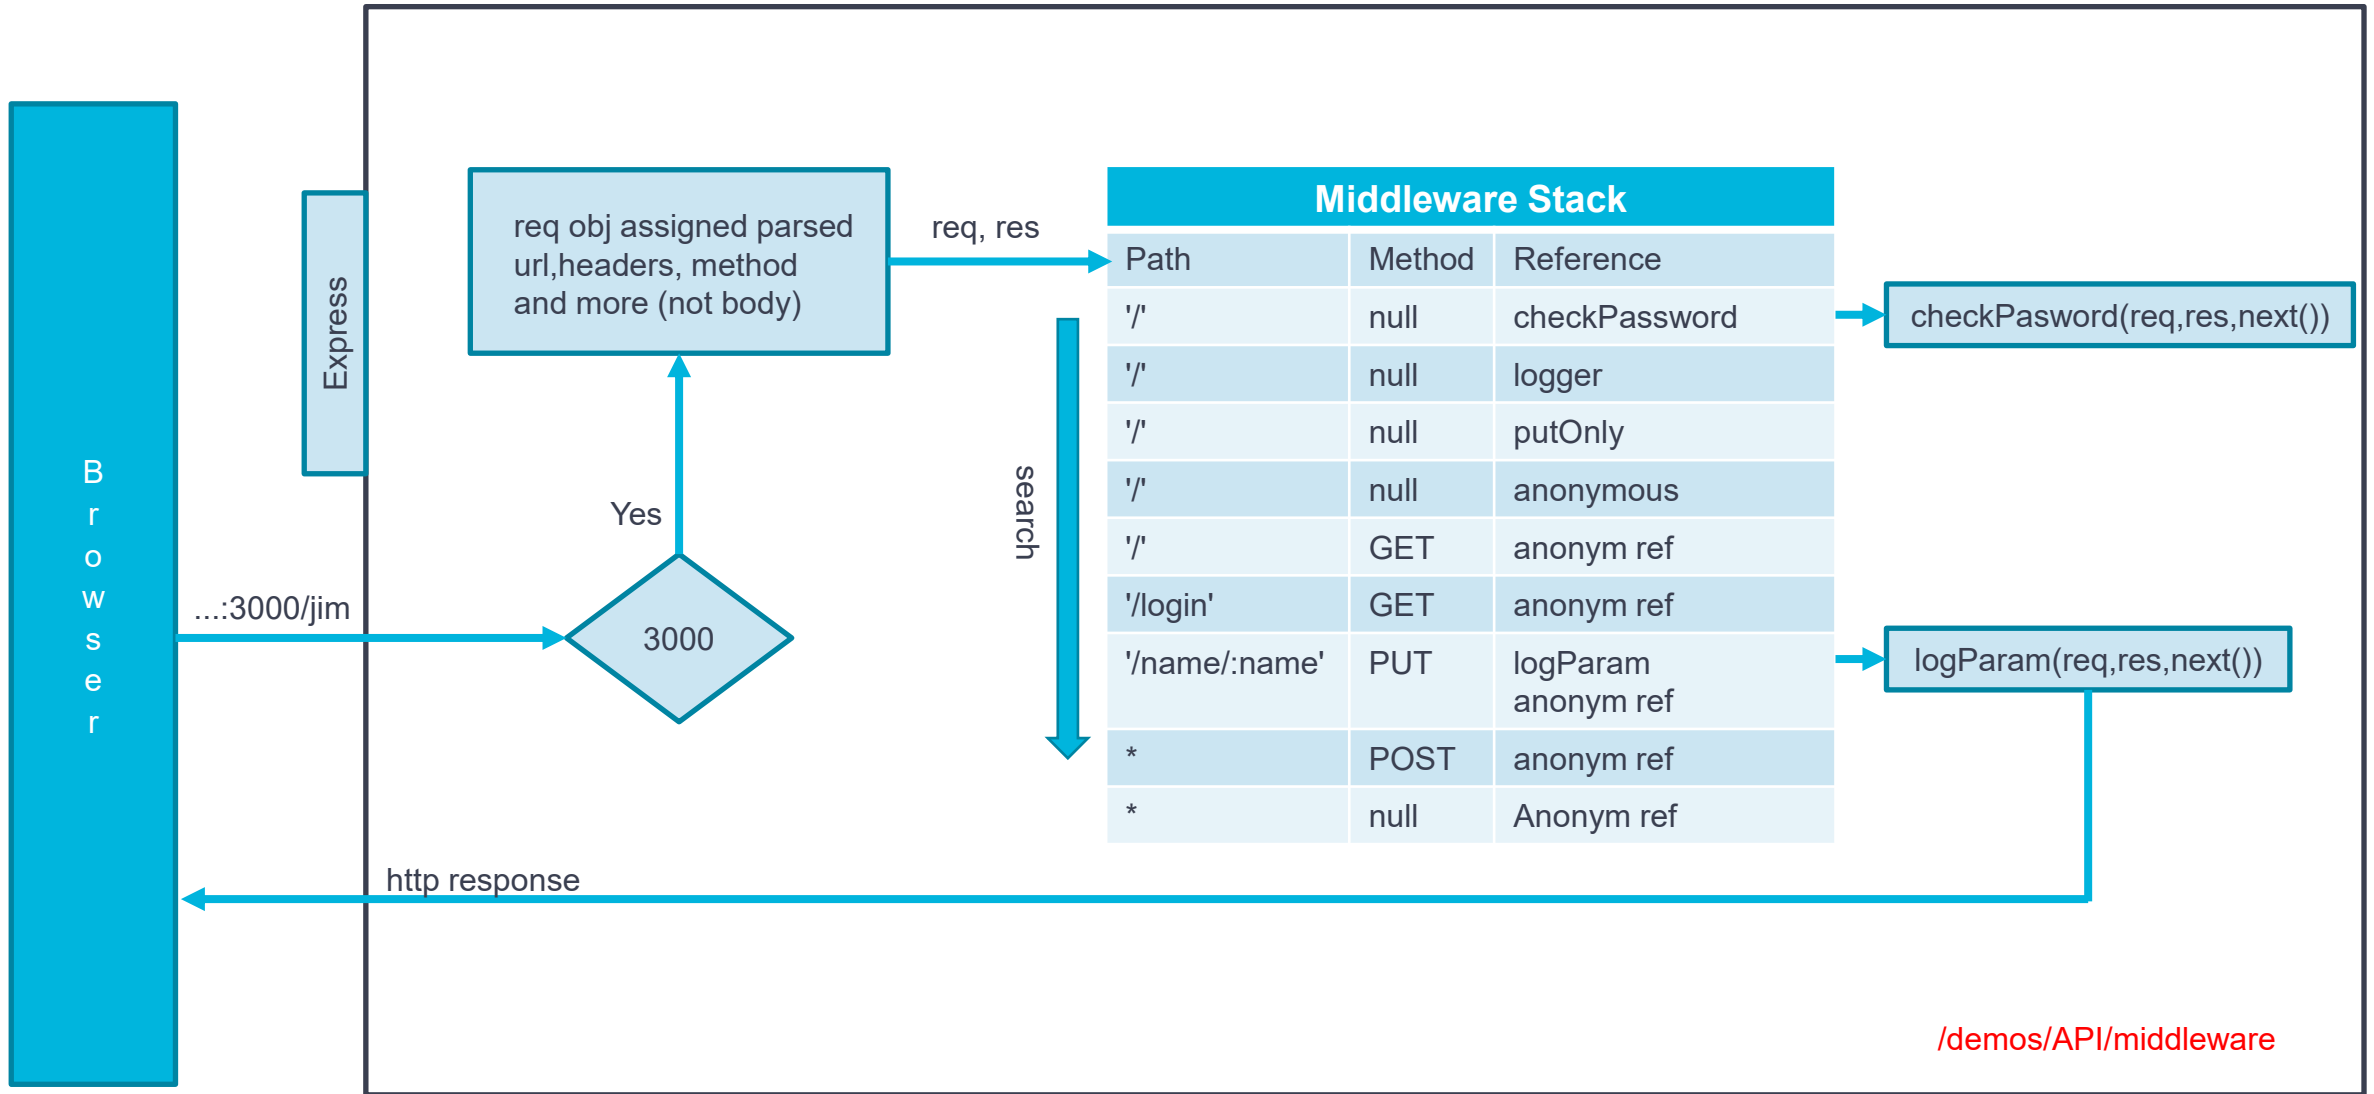 Browser
Express
...:3000/jim
3000
Yes
req obj assigned parsed
url,headers, method
and more (not body)
req, res
search
Middleware Stack
Path Method Reference
'/' null checkPassword
'/' null logger
'/' null putOnly
'/' null anonymous
'/' GET anonym ref
'/login' GET anonym ref
'/name/:name' PUT logParam
anonym ref
* POST anonym ref
* null Anonym ref
checkPasword(req,res,next())
logParam(req,res,next())
http response
/demos/API/middleware